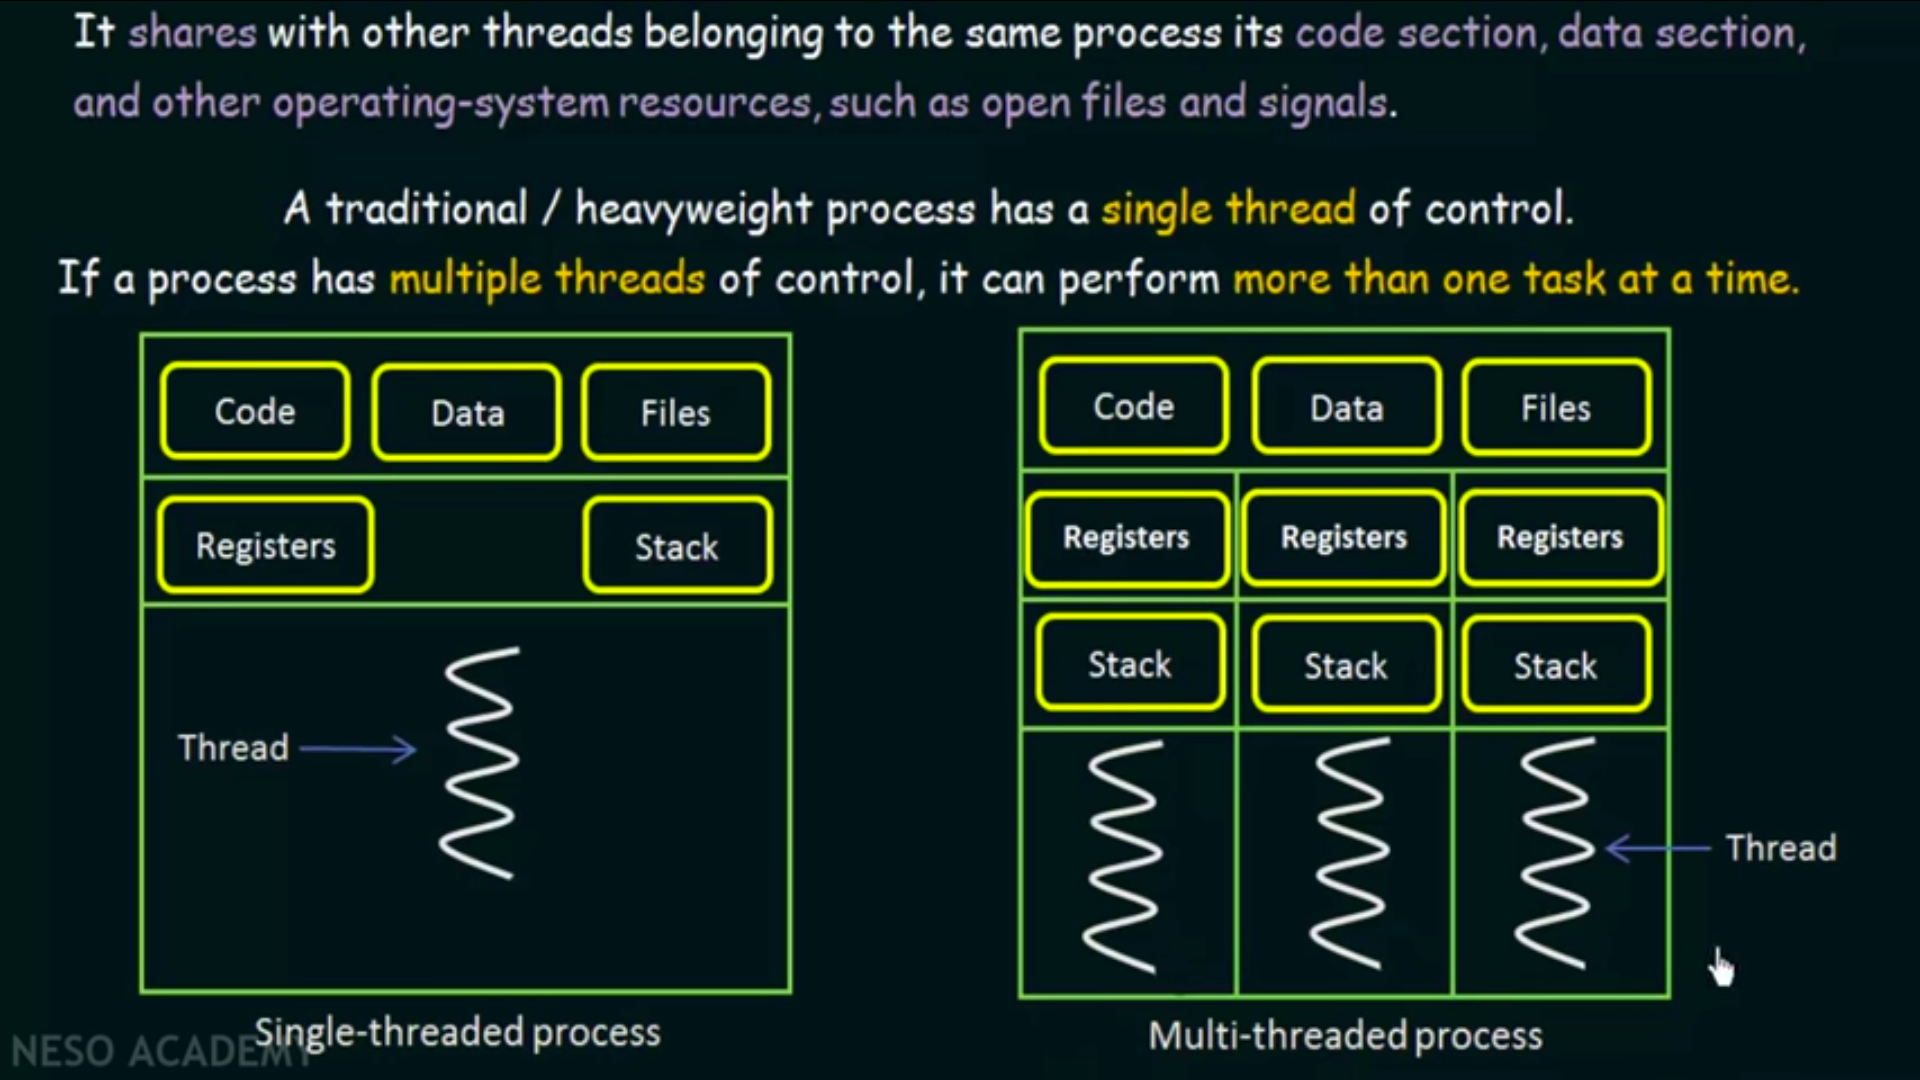 It shares with other threads belonging to the same process its code section, data section,
and other operating-system resources, such as open files and signals.
A traditional / heavyweight process has a single thread of control.
If a process has multiple threads of control, it can perform more than one task at a time.
Code Data Files
Registers Stack
Thread
Single-threaded process
Code Data Files
Registers Registers Registers
Stack Stack Stack
Thread
Multi-threaded process
NESO ACADEMY